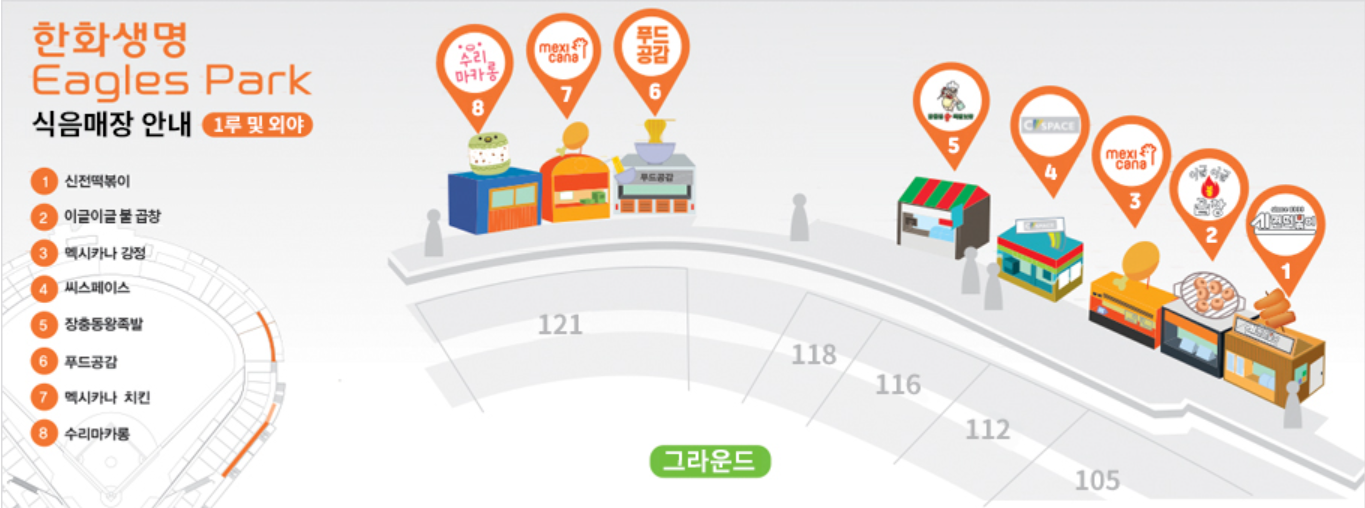 한화생명
Eagles Park
식음매장 안내 1루 및 외야
1 신전떡볶이
2 이글이글 불 곱창
3 멕시카나 강정
4 씨스페이스
5 장충동왕족발
6 푸드공감
7 멕시카나 치킨
8 수리마카롱
수리
마카롱
8
mexi
cana
7
푸드
공감
6
푸드공감
5
C SPACE
4
mexi
cana
3
이글이글
곱창
2
since 1999
신전떡볶이
1
121
118
116
112
105
그라운드